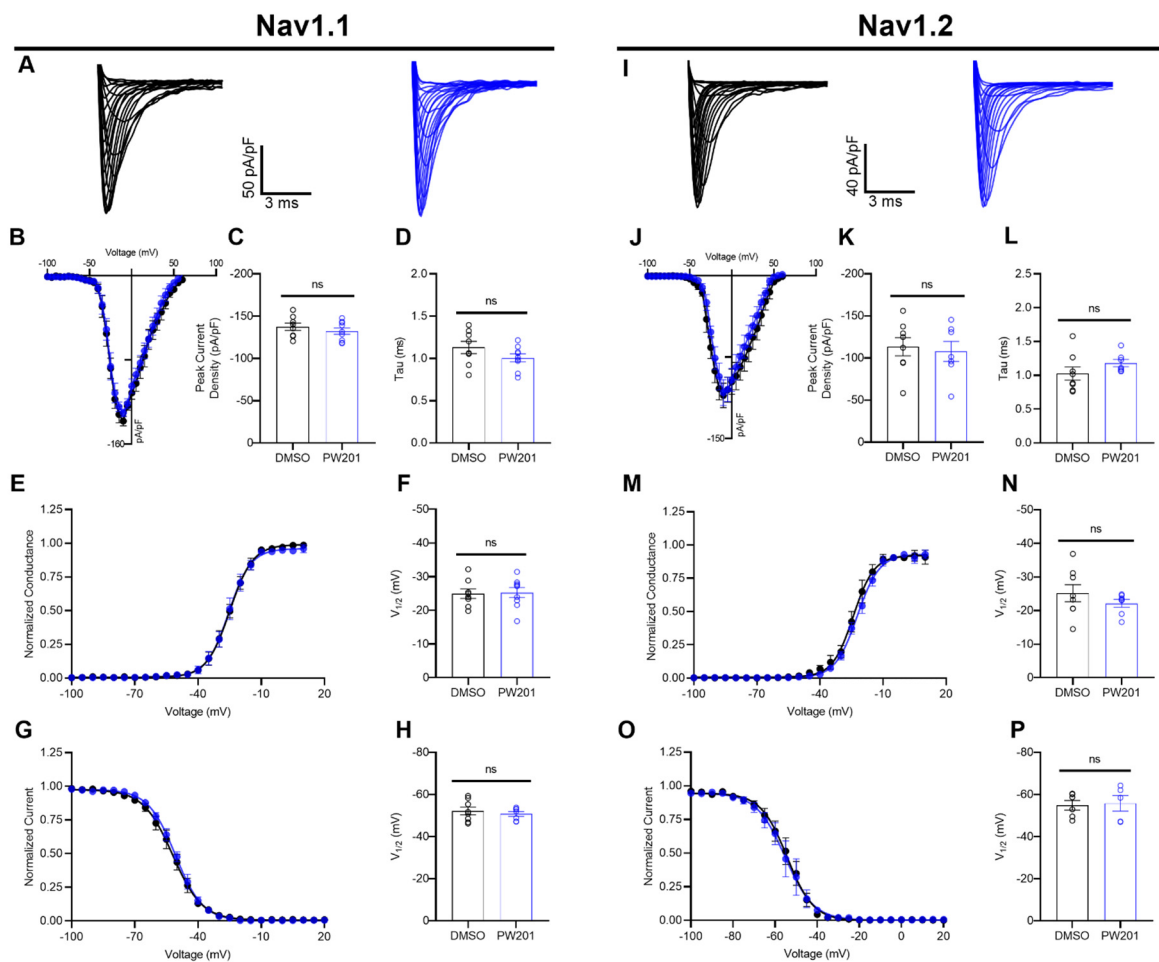 Nav1.1
Nav1.2
A
50 pA/pF
3 ms
I
40 pA/pF
3 ms
B
Voltage (mV)
-100
-50
50
100
-160
pA/pF
C
Peak Current
Density (pA/pF)
-200
-150
-100
-50
0
ns
DMSO
PW201
D
Tau (ms)
2.0
1.5
1.0
0.5
0.0
ns
DMSO
PW201
J
Voltage (mV)
-100
-50
50
100
-150
pA/pF
K
Peak Current
Density (pA/pF)
-200
-150
-100
-50
0
ns
DMSO
PW201
L
Tau (ms)
2.5
2.0
1.5
1.0
0.5
0.0
ns
DMSO
PW201
E
Normalized Conductance
1.25
1.00
0.75
0.50
0.25
0.00
-100
-70
-40
-10
20
Voltage (mV)
F
V1/2 (mV)
-50
-40
-30
-20
-10
0
ns
DMSO
PW201
M
Normalized Conductance
1.25
1.00
0.75
0.50
0.25
0.00
-100
-70
-40
-10
20
Voltage (mV)
N
V1/2 (mV)
-50
-40
-30
-20
-10
0
ns
DMSO
PW201
G
Normalized Current
1.25
1.00
0.75
0.50
0.25
0.00
-100
-70
-40
-10
20
Voltage (mV)
H
V1/2 (mV)
-80
-60
-40
-20
0
ns
DMSO
PW201
O
Normalized Current
1.25
1.00
0.75
0.50
0.25
0.00
-100
-80
-60
-40
-20
0
20
Voltage (mV)
P
V1/2 (mV)
-80
-60
-40
-20
0
ns
DMSO
PW201